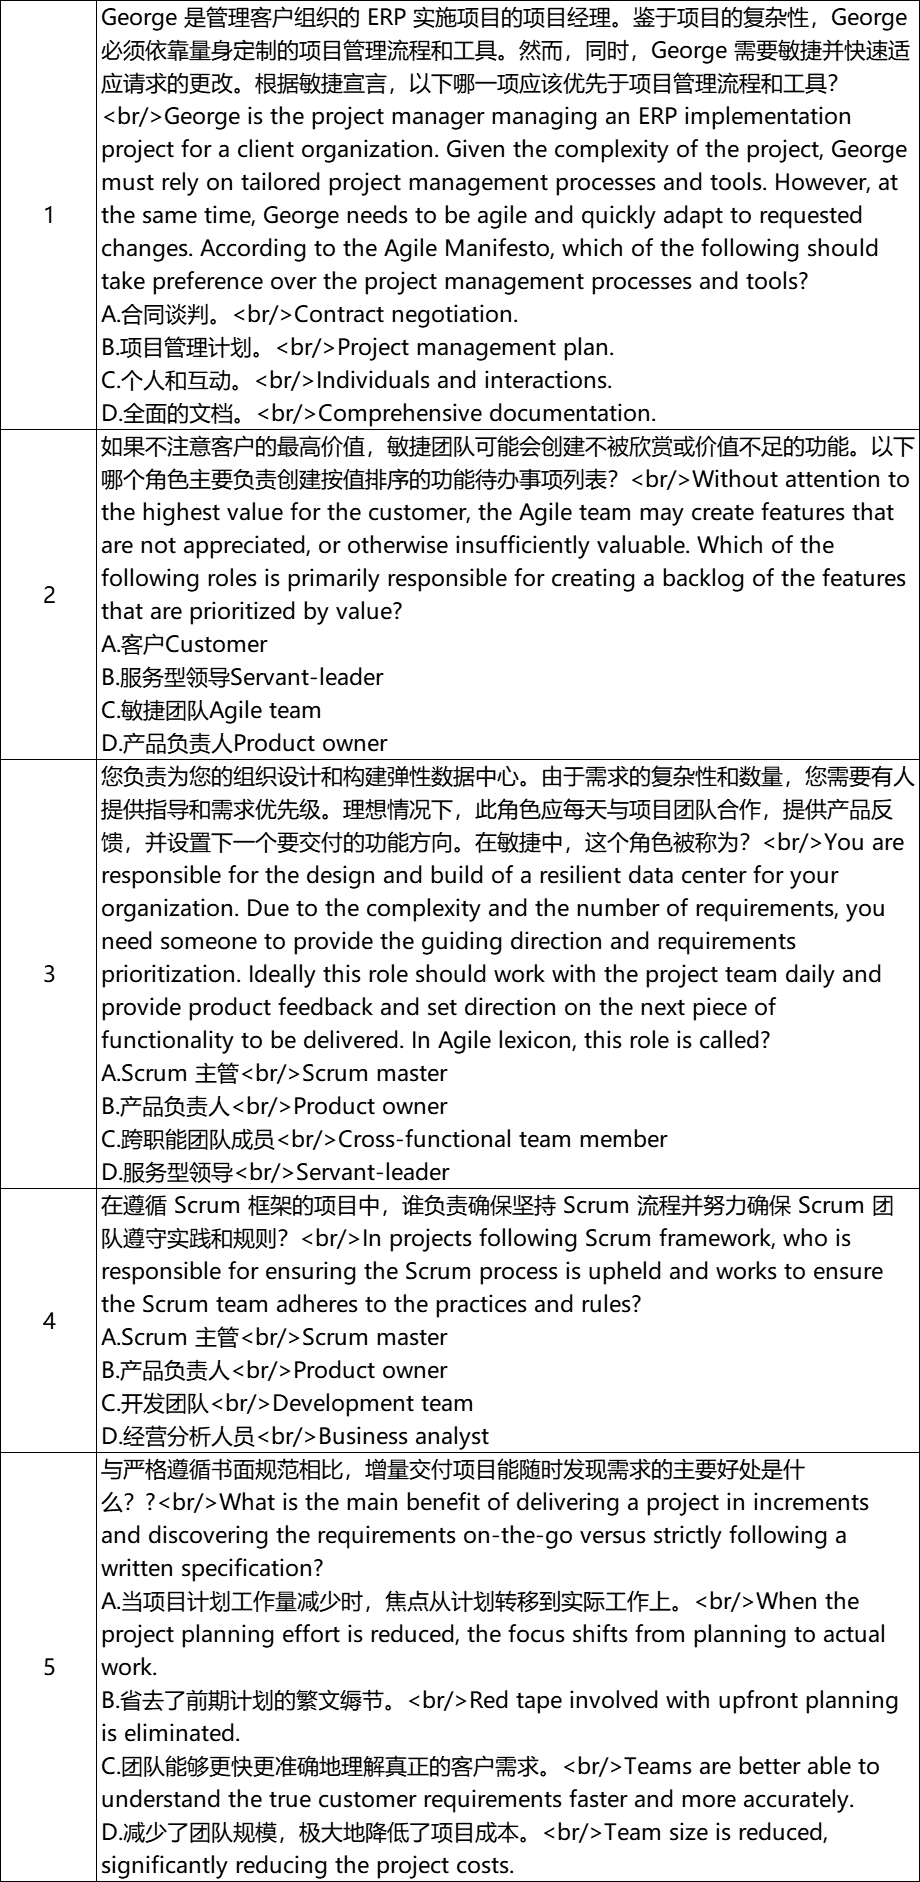 George 是管理客户组织的 ERP 实施项目的项目经理。鉴于项目的复杂性，George
必须依靠量身定制的项目管理流程和工具。然而，同时，George 需要敏捷并快速适
应请求的更改。根据敏捷宣言，以下哪一项应该优先于项目管理流程和工具？
<br/>George is the project manager managing an ERP implementation
project for a client organization. Given the complexity of the project, George
must rely on tailored project management processes and tools. However, at
1
the same time, George needs to be agile and quickly adapt to requested
changes. According to the Agile Manifesto, which of the following should
take preference over the project management processes and tools?
A.合同谈判。<br/>Contract negotiation.
B.项目管理计划。<br/>Project management plan.
C.个人和互动。<br/>Individuals and interactions.
D.全面的文档。<br/>Comprehensive documentation.
如果不注意客户的最高价值，敏捷团队可能会创建不被欣赏或价值不足的功能。以下
哪个角色主要负责创建按值排序的功能待办事项列表？<br/>Without attention to
the highest value for the customer, the Agile team may create features that
are not appreciated, or otherwise insufficiently valuable. Which of the
2
following roles is primarily responsible for creating a backlog of the features
that are prioritized by value?
A.客户Customer
B.服务型领导Servant-leader
C.敏捷团队Agile team
D.产品负责人Product owner
您负责为您的组织设计和构建弹性数据中心。由于需求的复杂性和数量，您需要有人
提供指导和需求优先级。理想情况下，此角色应每天与项目团队合作，提供产品反
馈，并设置下一个要交付的功能方向。在敏捷中，这个角色被称为？<br/>You are
responsible for the design and build of a resilient data center for your
organization. Due to the complexity and the number of requirements, you
need someone to provide the guiding direction and requirements
3
prioritization. Ideally this role should work with the project team daily and
provide product feedback and set direction on the next piece of
functionality to be delivered. In Agile lexicon, this role is called?
A.Scrum 主管<br/>Scrum master
B.产品负责人<br/>Product owner
C.跨职能团队成员<br/>Cross-functional team member
D.服务型领导<br/>Servant-leader
在遵循 Scrum 框架的项目中，谁负责确保坚持 Scrum 流程并努力确保 Scrum 团
队遵守实践和规则？<br/>In projects following Scrum framework, who is
responsible for ensuring the Scrum process is upheld and works to ensure
the Scrum team adheres to the practices and rules?
4
A.Scrum 主管<br/>Scrum master
B.产品负责人<br/>Product owner
C.开发团队<br/>Development team
D.经营分析人员<br/>Business analyst
与严格遵循书面规范相比，增量交付项目能随时发现需求的主要好处是什
么？?<br/>What is the main benefit of delivering a project in increments
and discovering the requirements on-the-go versus strictly following a
written specification?
A.当项目计划工作量减少时，焦点从计划转移到实际工作上。<br/>When the
project planning effort is reduced, the focus shifts from planning to actual
5
work.
B.省去了前期计划的繁文缛节。<br/>Red tape involved with upfront planning
is eliminated.
C.团队能够更快更准确地理解真正的客户需求。<br/>Teams are better able to
understand the true customer requirements faster and more accurately.
D.减少了团队规模，极大地降低了项目成本。<br/>Team size is reduced,
significantly reducing the project costs.